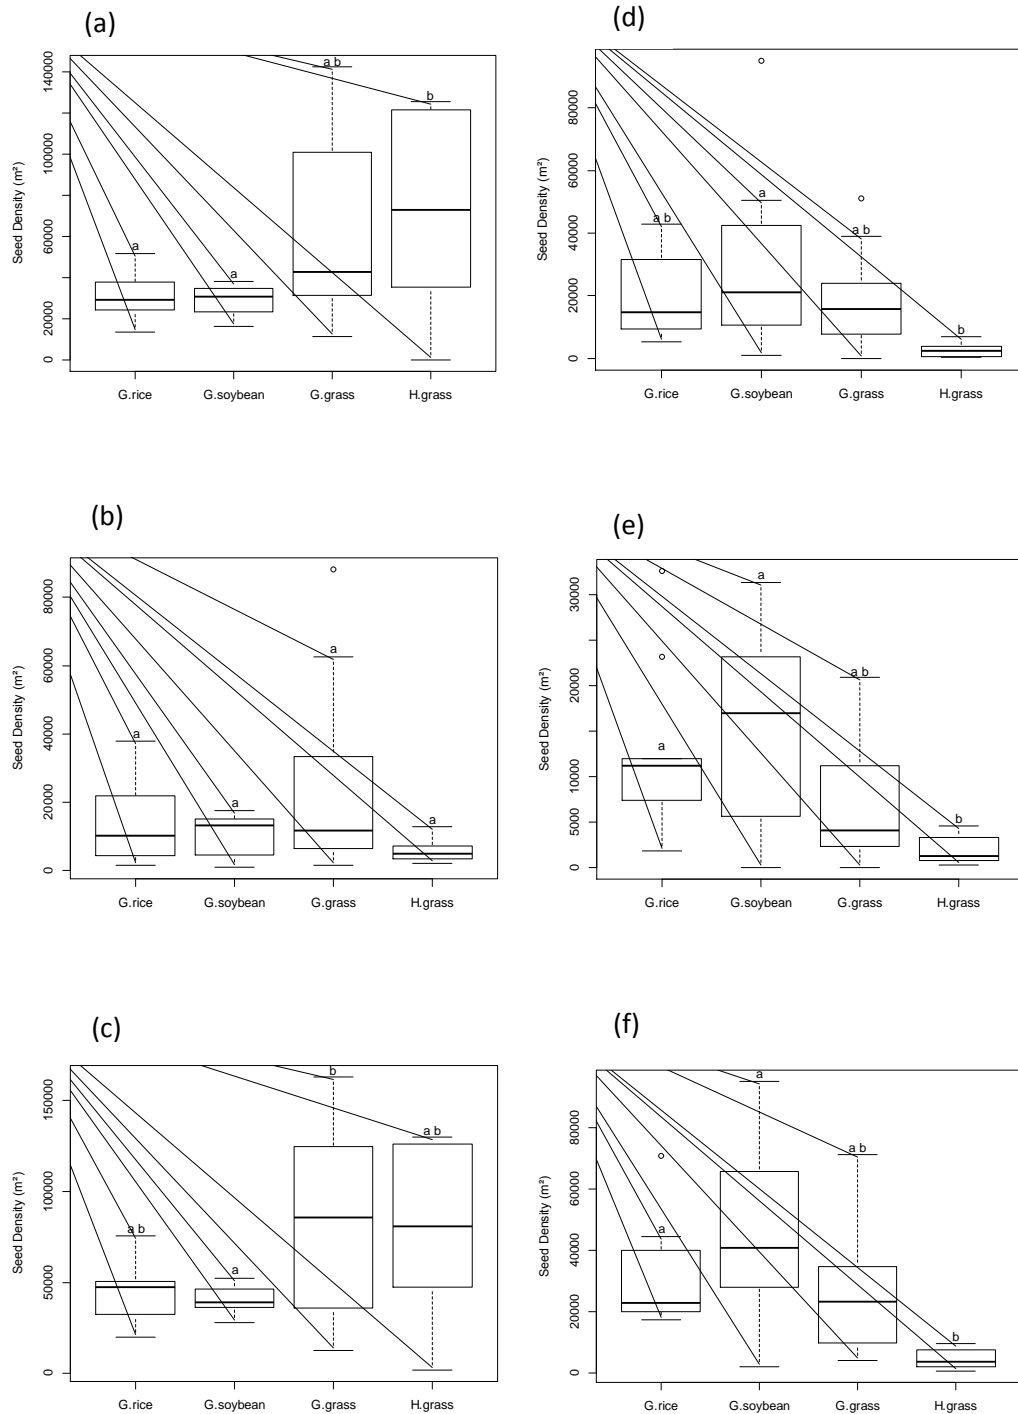 (a)
Seed Density (m²)
140000
100000
60000
20000
0
a
a
a b
b
G.rice G.soybean G.grass H.grass
(d)
Seed Density (m²)
80000
60000
40000
20000
0
a b
a
a b
b
G.rice G.soybean G.grass H.grass
(b)
Seed Density (m²)
80000
60000
40000
20000
0
a
a
a
a
G.rice G.soybean G.grass H.grass
(e)
Seed Density (m²)
30000
20000
10000
5000
0
a
a
a b
b
G.rice G.soybean G.grass H.grass
(c)
Seed Density (m²)
150000
100000
50000
0
a b
a
b
a b
G.rice G.soybean G.grass H.grass
(f)
Seed Density (m²)
80000
60000
40000
20000
0
a
a
a b
b
G.rice G.soybean G.grass H.grass